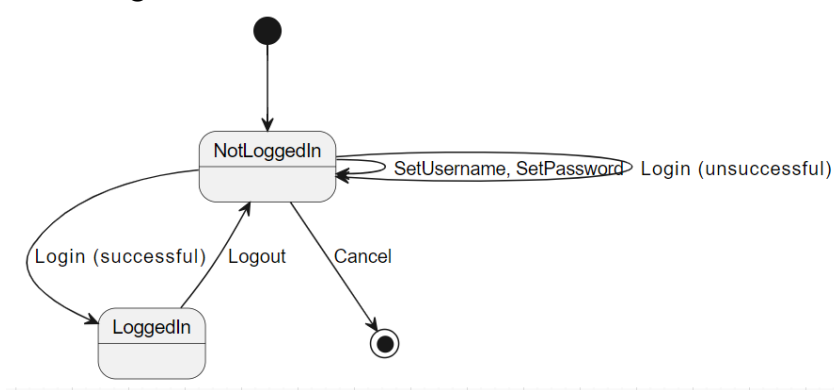 NotLoggedIn
SetUsername, SetPassword
Login (unsuccessful)
Login (successful)
Logout
Cancel
LoggedIn